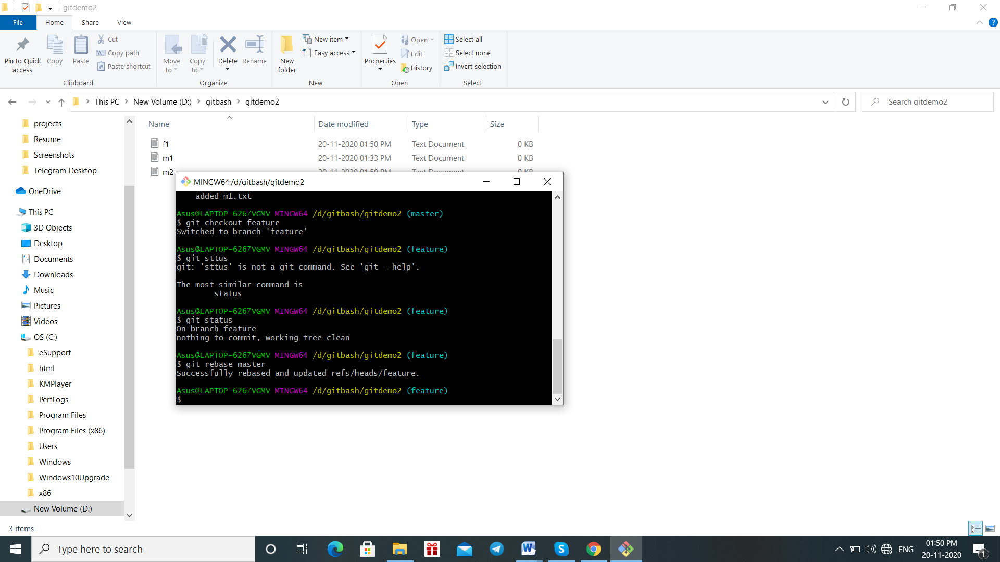 gitdemo2
File
Home
Share
View
Pin to Quick access
Copy
Paste
Cut
Copy path
Paste shortcut
Clipboard
Move to
Copy to
Delete
Rename
Organize
New folder
New item
Easy access
New
Properties
Open
Edit
History
Open
Select all
Select none
Invert selection
Select
This PC > New Volume (D:) > gitbash > gitdemo2
Search gitdemo2
projects
Resume
Screenshots
Telegram Desktop
OneDrive
This PC
3D Objects
Desktop
Documents
Downloads
Music
Pictures
Videos
OS (C:)
eSupport
html
KMPlayer
PerfLogs
Program Files
Program Files (x86)
Users
Windows
Windows10Upgrade
x86
New Volume (D:)
Name Date modified Type Size
f1 20-11-2020 01:50 PM Text Document 0 KB
m1 20-11-2020 01:33 PM Text Document 0 KB
m2 20-11-2020 01:50 PM Text Document 0 KB
MINGW64:/d/gitbash/gitdemo2
added m1.txt
Asus@LAPTOP-6267VGMV MINGW64 /d/gitbash/gitdemo2 (master)
$ git checkout feature
Switched to branch 'feature'
Asus@LAPTOP-6267VGMV MINGW64 /d/gitbash/gitdemo2 (feature)
$ git sttus
git: 'sttus' is not a git command. See 'git --help'.
The most similar command is
status
Asus@LAPTOP-6267VGMV MINGW64 /d/gitbash/gitdemo2 (feature)
$ git status
On branch feature
nothing to commit, working tree clean
Asus@LAPTOP-6267VGMV MINGW64 /d/gitbash/gitdemo2 (feature)
$ git rebase master
Successfully rebased and updated refs/heads/feature.
Asus@LAPTOP-6267VGMV MINGW64 /d/gitbash/gitdemo2 (feature)
$
3 items
Type here to search
ENG
01:50 PM
20-11-2020
1